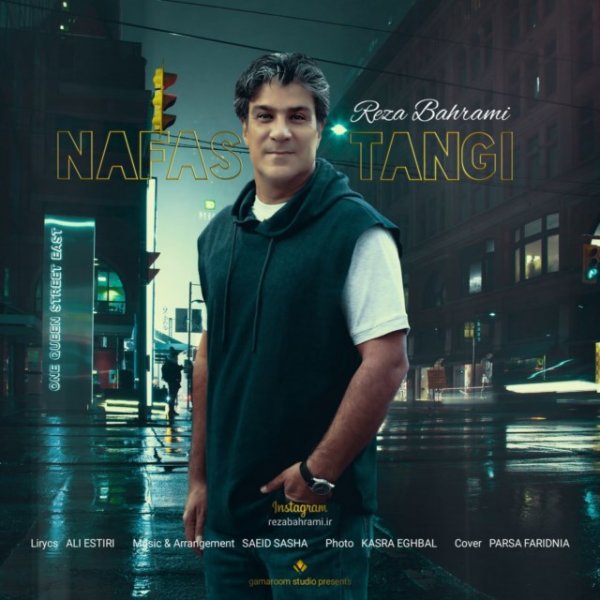 Reza Bahrami
NAFAS TANGI
ONE QUEEN STREET EAST
Instagram
rezabahrami.ir
Lirycs ALI ESTIRI Music & Arrangement SAEID SASHA Photo KASRA EGHBAL Cover PARSA FARIDNIA
gamaroom studio presents